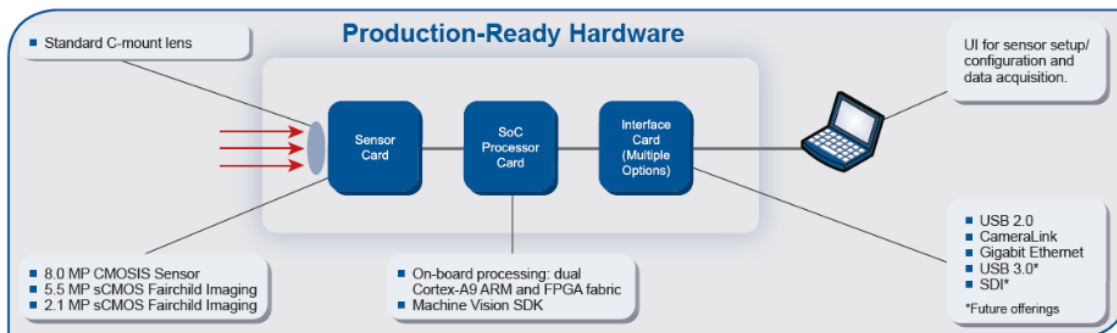 Production-Ready Hardware
▪ Standard C-mount lens
UI for sensor setup/
configuration and
data acquisition.
Sensor
Card
SoC
Processor
Card
Interface
Card
(Multiple
Options)
▪ 8.0 MP CMOSIS Sensor
▪ 5.5 MP sCMOS Fairchild Imaging
▪ 2.1 MP sCMOS Fairchild Imaging
▪ On-board processing: dual
Cortex-A9 ARM and FPGA fabric
▪ Machine Vision SDK
▪ USB 2.0
▪ CameraLink
▪ Gigabit Ethernet
▪ USB 3.0*
▪ SDI*
*Future offerings